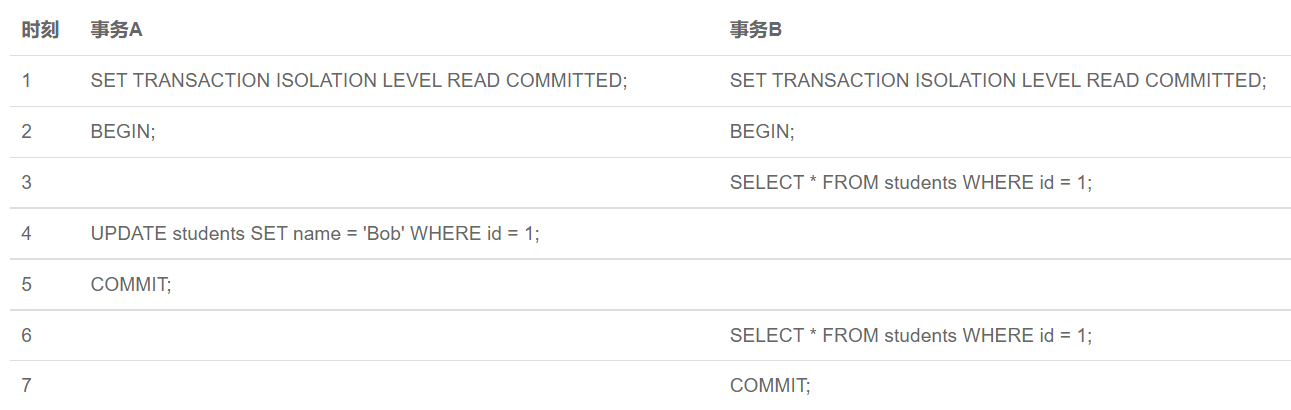 时刻 事务A 事务B
1 SET TRANSACTION ISOLATION LEVEL READ COMMITTED; SET TRANSACTION ISOLATION LEVEL READ COMMITTED;
2 BEGIN; BEGIN;
3 SELECT * FROM students WHERE id = 1;
4 UPDATE students SET name = 'Bob' WHERE id = 1;
5 COMMIT;
6 SELECT * FROM students WHERE id = 1;
7 COMMIT;